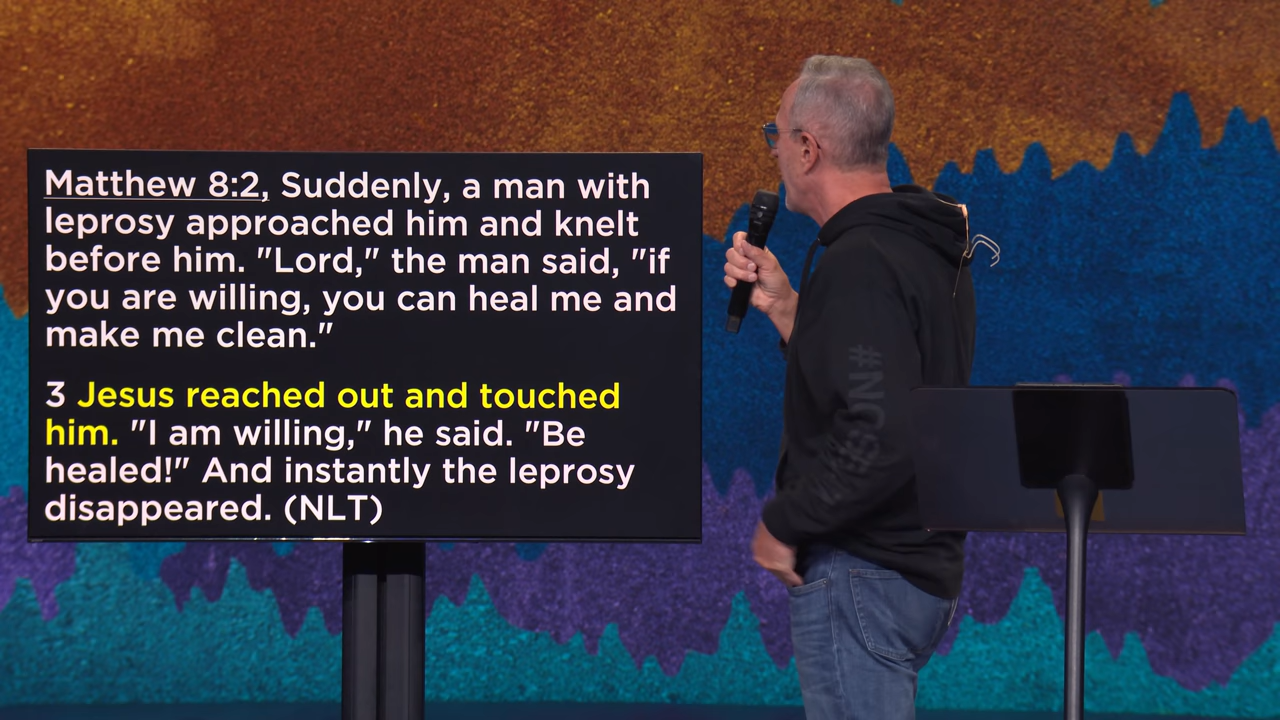 Matthew 8:2, Suddenly, a man with
leprosy approached him and knelt
before him. "Lord," the man said, "if
you are willing, you can heal me and
make me clean."
3 Jesus reached out and touched
him. "I am willing," he said. "Be
healed!" And instantly the leprosy
disappeared. (NLT)